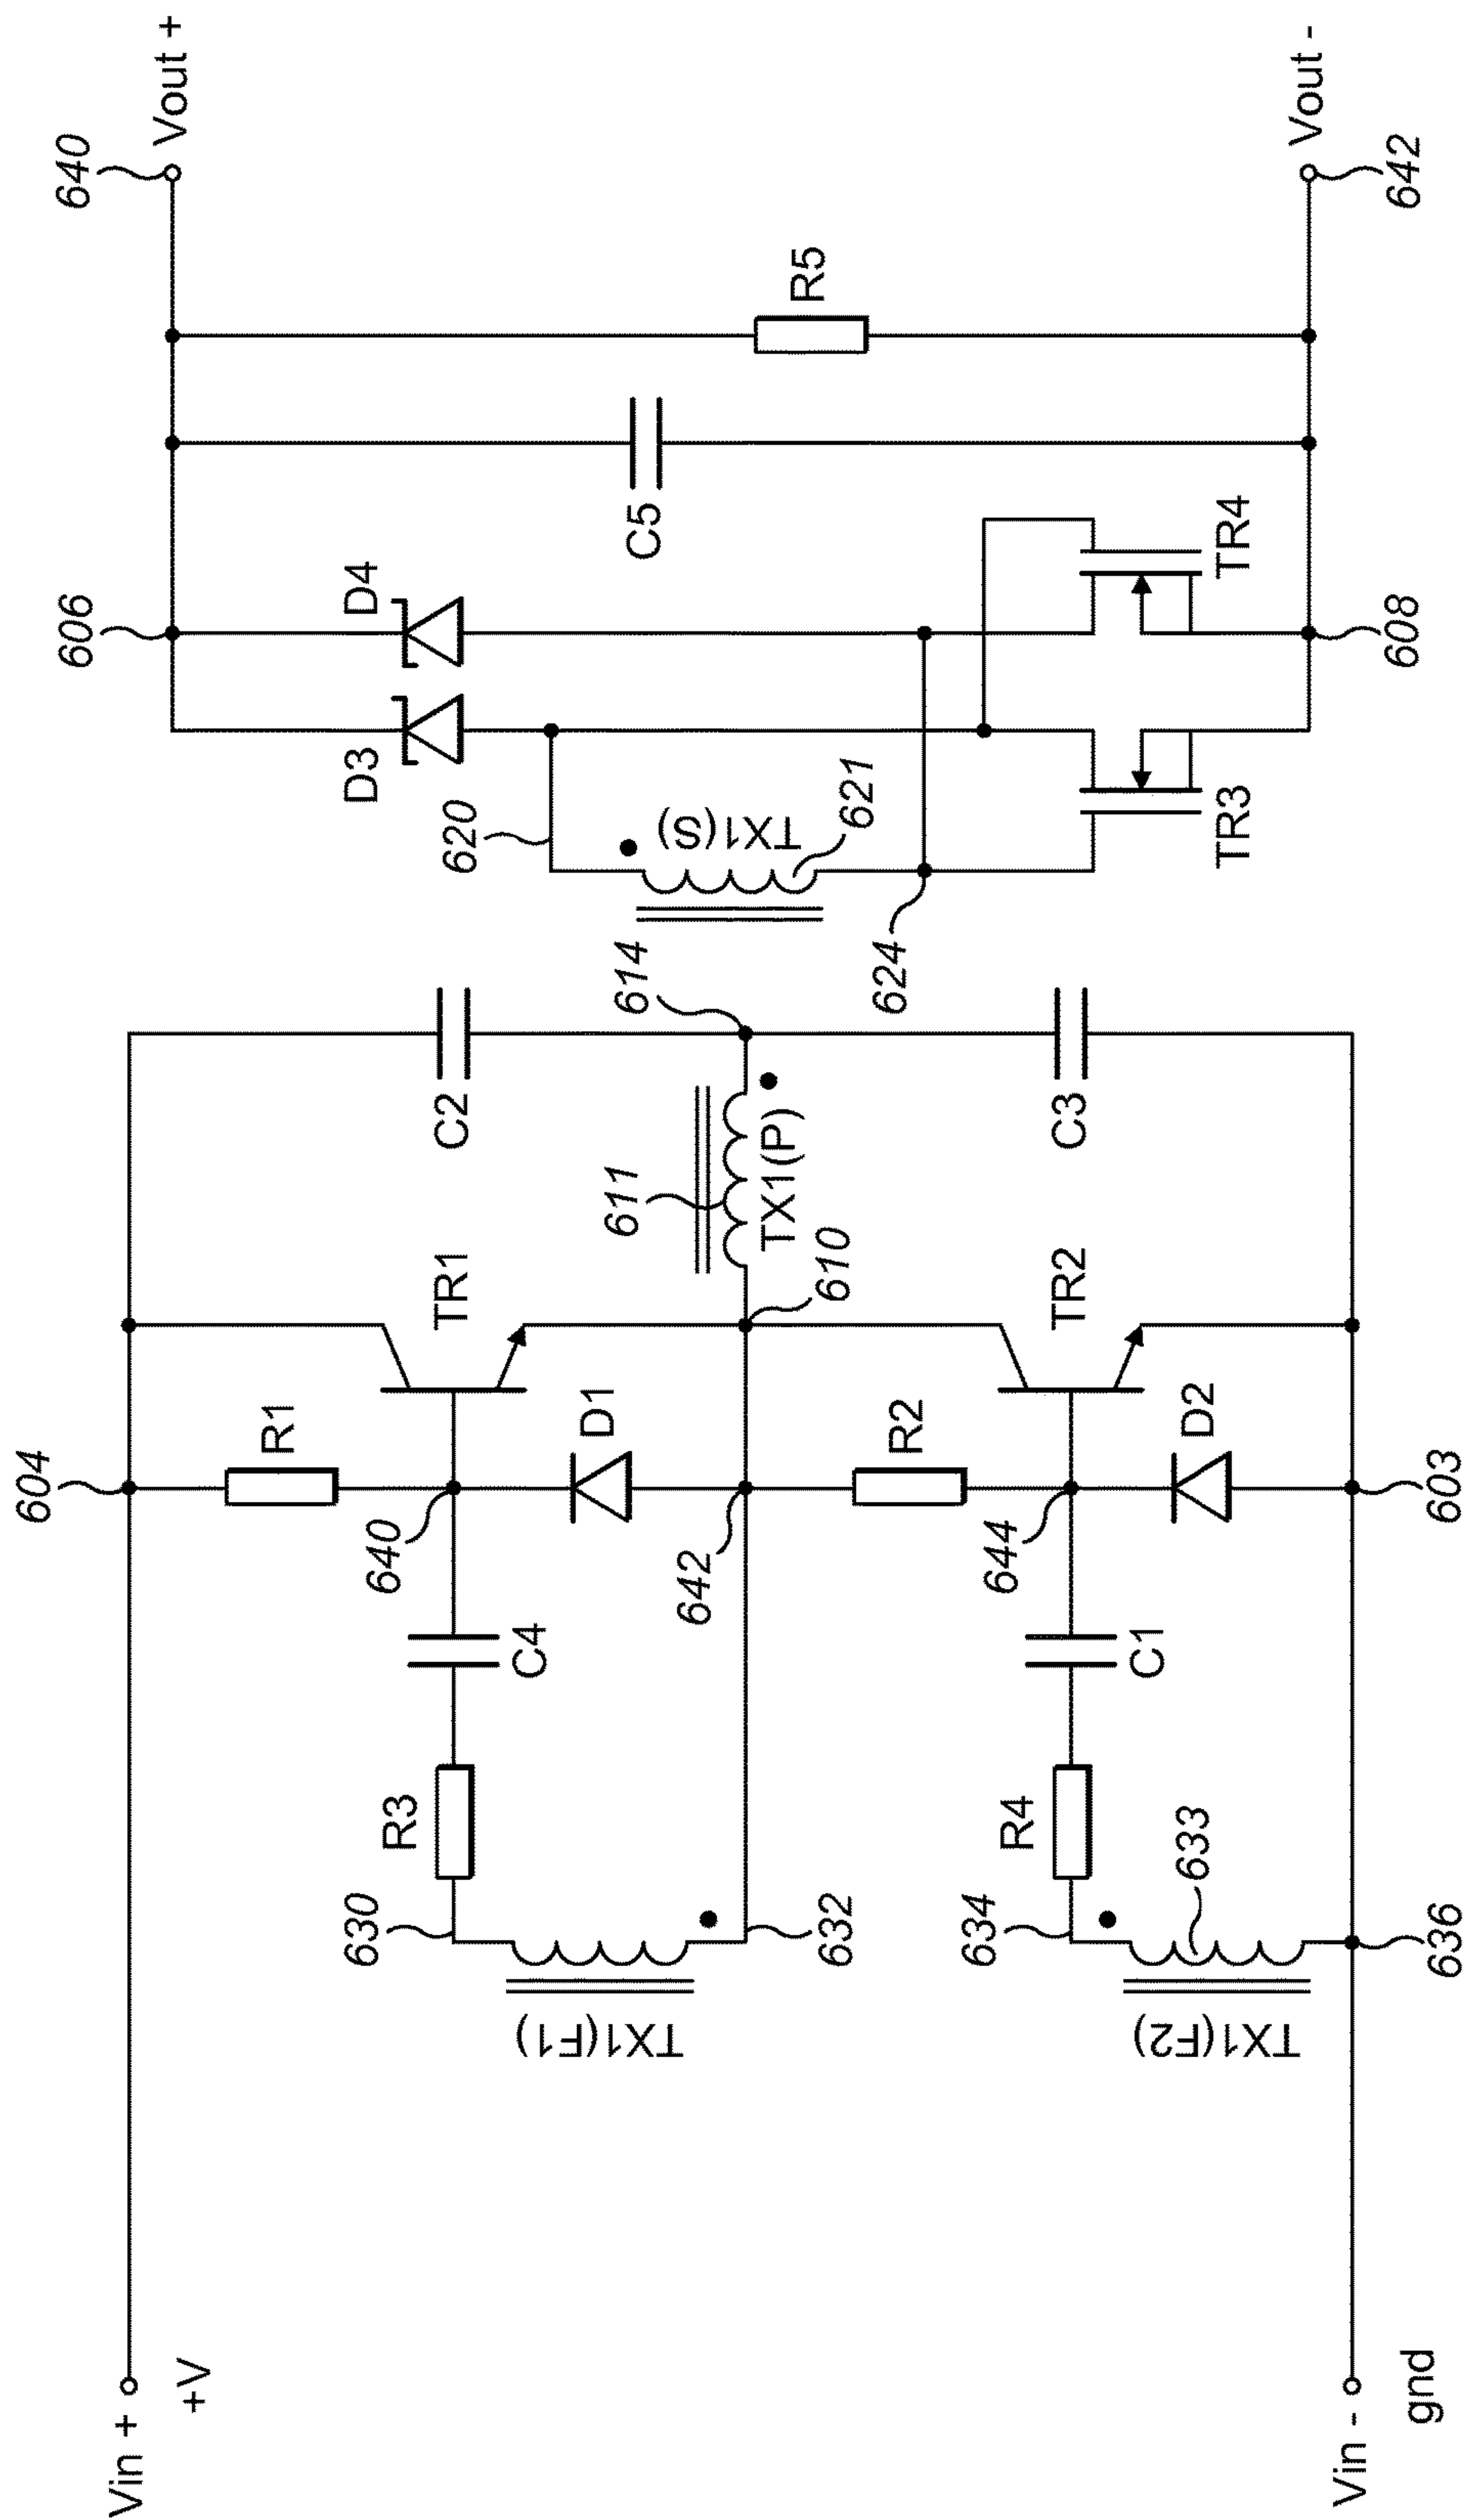 Vin +
+V
Vin -
gnd
604
603
R1
640
D1
642
R2
644
D2
C4
C1
R3
R4
630
632
634
633
636
TX1(F1)
TX1(F2)
TR1
TR2
610
611
TX1(P)
614
C2
C3
620
TX1(S)
621
624
D3
D4
606
608
TR3
TR4
C5
R5
640
642
Vout +
Vout -